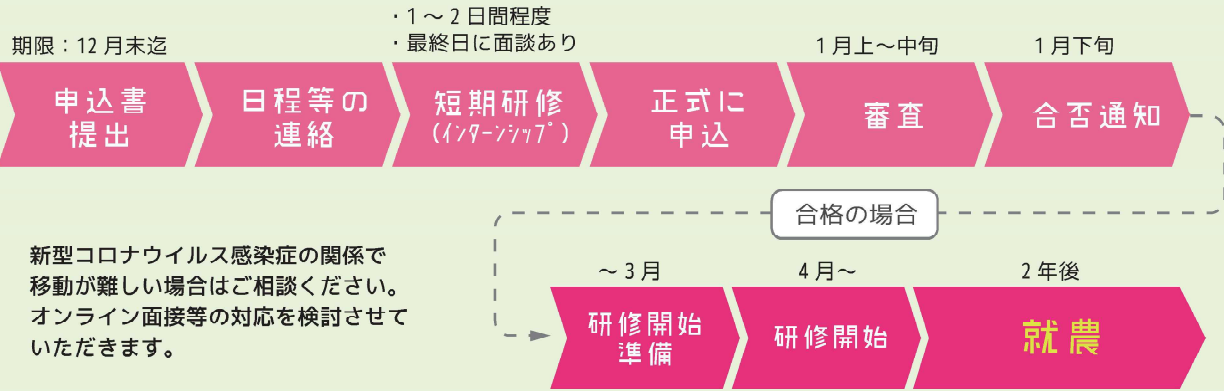 ・1～2日間程度
・最終日に面談あり
期限：12月末迄
1月上～中旬
1月下旬
申込書
提出
日程等の
連絡
短期研修
(インターンシップ)
正式に
申込
審査
合否通知
合格の場合
新型コロナウイルス感染症の関係で
移動が難しい場合はご相談ください。
オンライン面接等の対応を検討させて
いただきます。
～3月
4月～
2年後
研修開始
準備
研修開始
就農